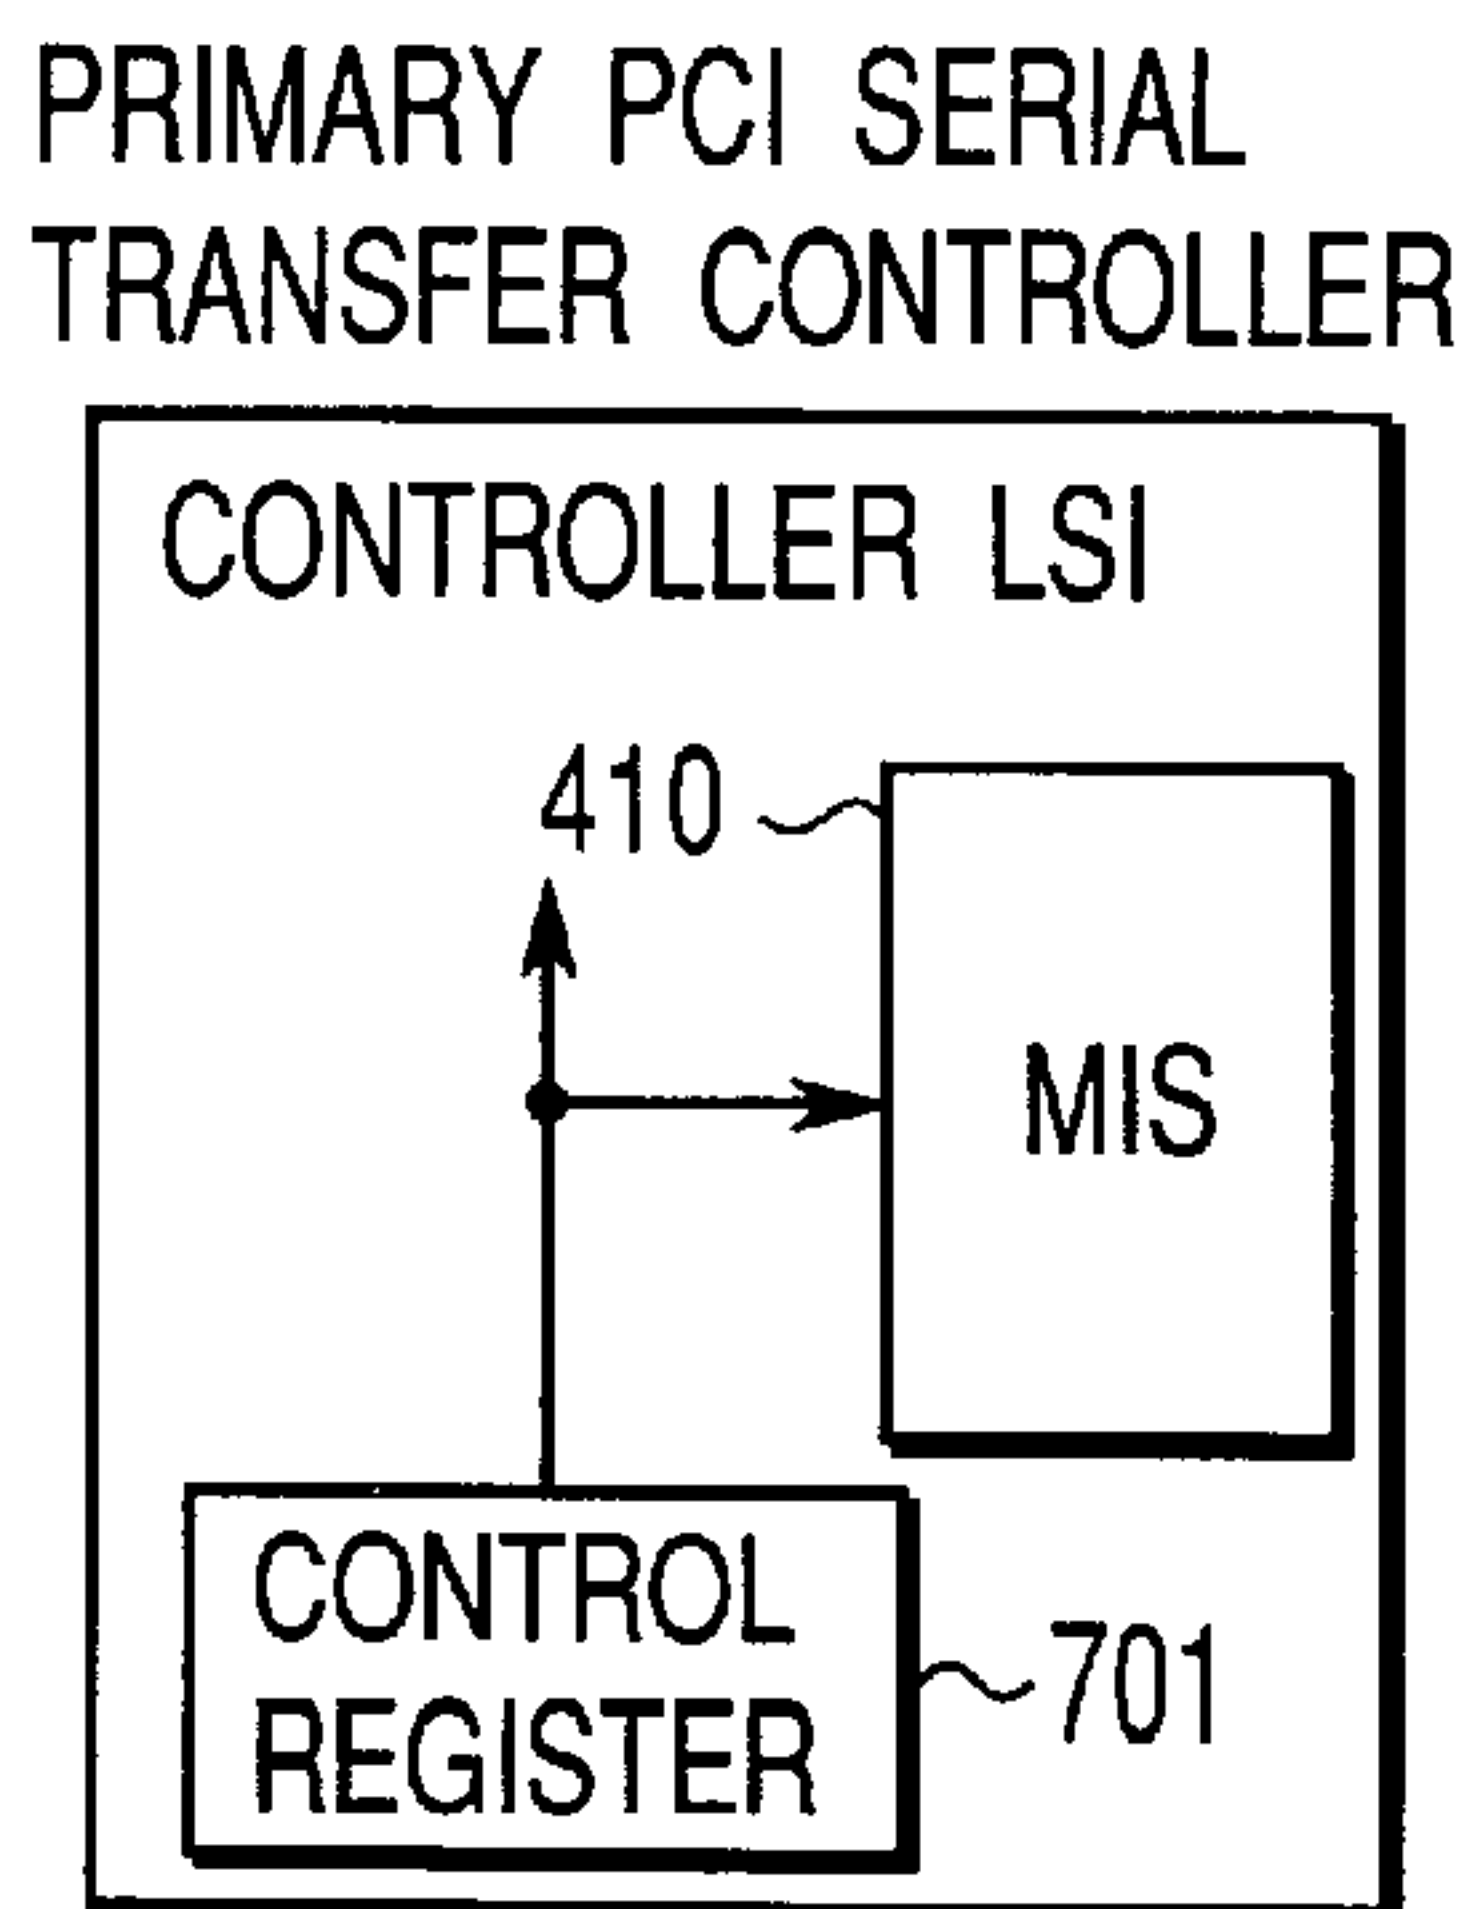 PRIMARY PCI SERIAL
TRANSFER CONTROLLER
CONTROLLER LSI
410
MIS
CONTROL
REGISTER
701